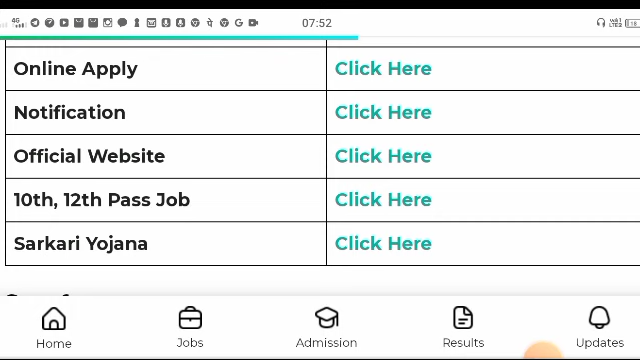 4G
07:52
Online Apply Click Here
Notification Click Here
Official Website Click Here
10th, 12th Pass Job Click Here
Sarkari Yojana Click Here
Home Jobs Admission Results Updates